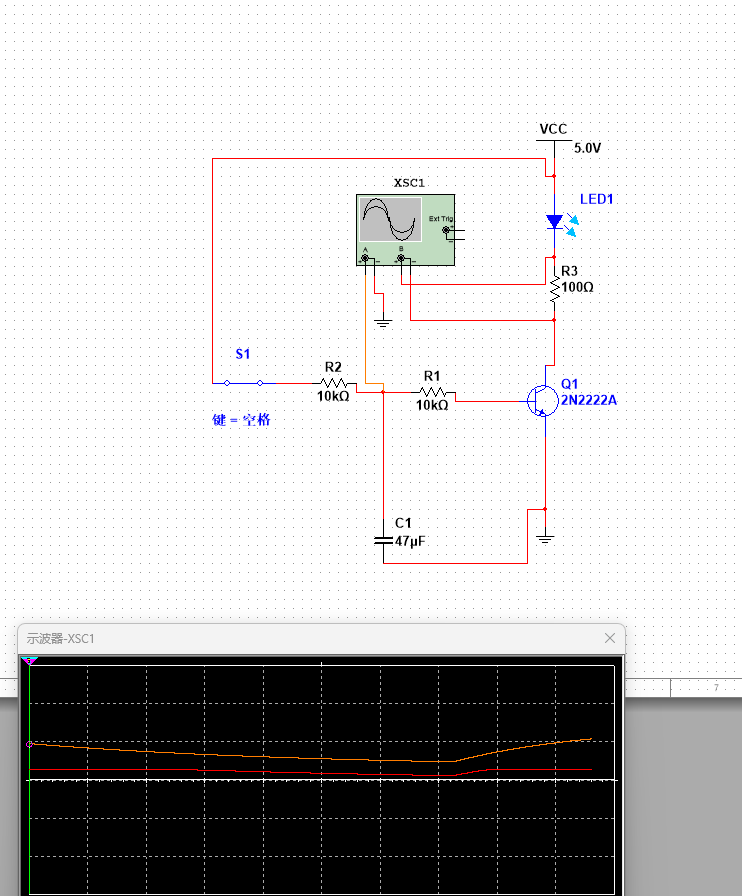 VCC
5.0V
XSC1
LED1
Ext Trig
+
A
B
R3
100Ω
S1
R2
10kΩ
R1
10kΩ
Q1
2N2222A
键 = 空格
C1
47µF
示波器-XSC1
7